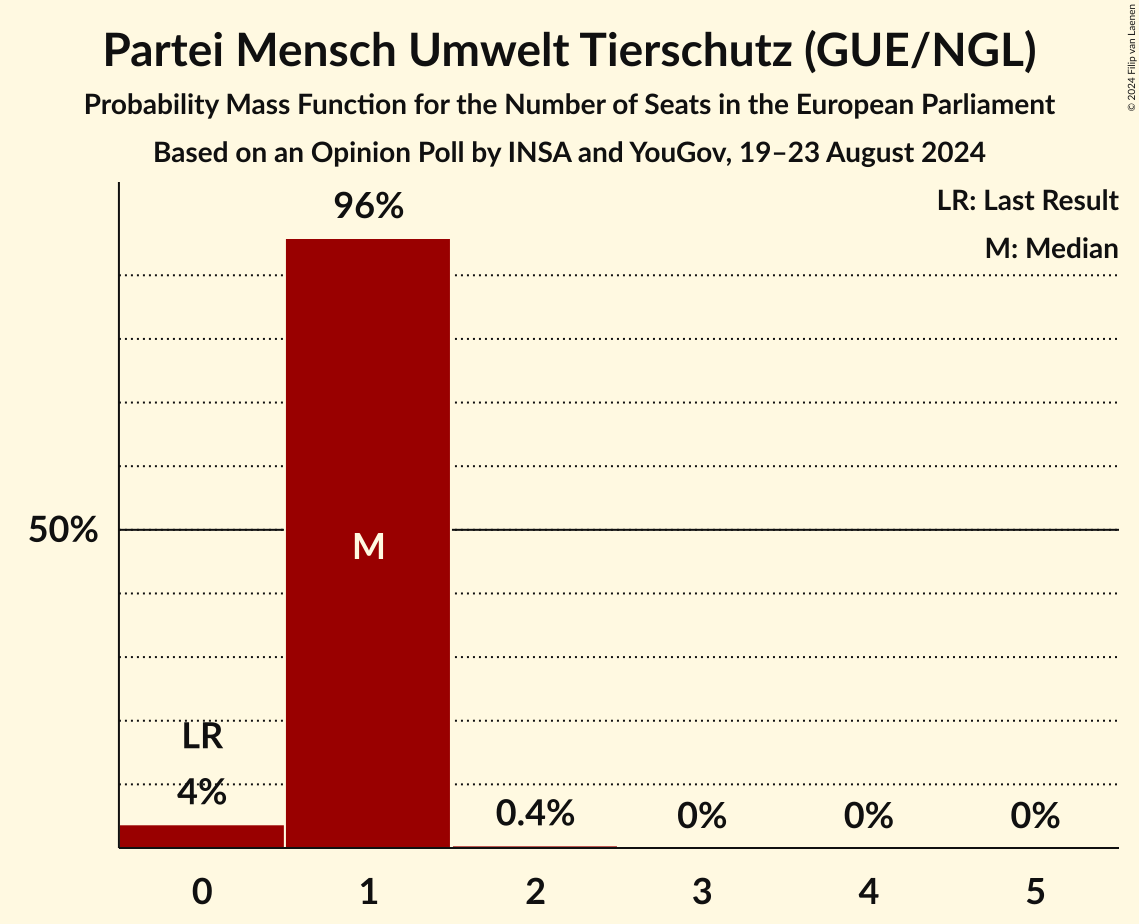 Partei Mensch Umwelt Tierschutz (GUE/NGL)
Probability Mass Function for the Number of Seats in the European Parliament
Based on an Opinion Poll by INSA and YouGov, 19–23 August 2024
© 2024 Filip van Laenen
LR: Last Result
M: Median
96%
50%
M
LR
4%
0.4%
0%
0%
0%
0
1
2
3
4
5